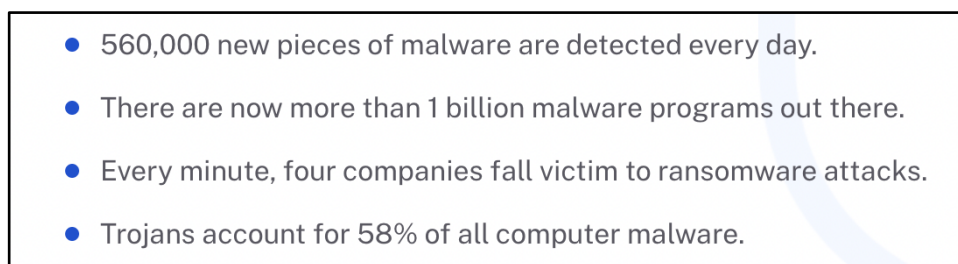 560,000 new pieces of malware are detected every day.
There are now more than 1 billion malware programs out there.
Every minute, four companies fall victim to ransomware attacks.
Trojans account for 58% of all computer malware.